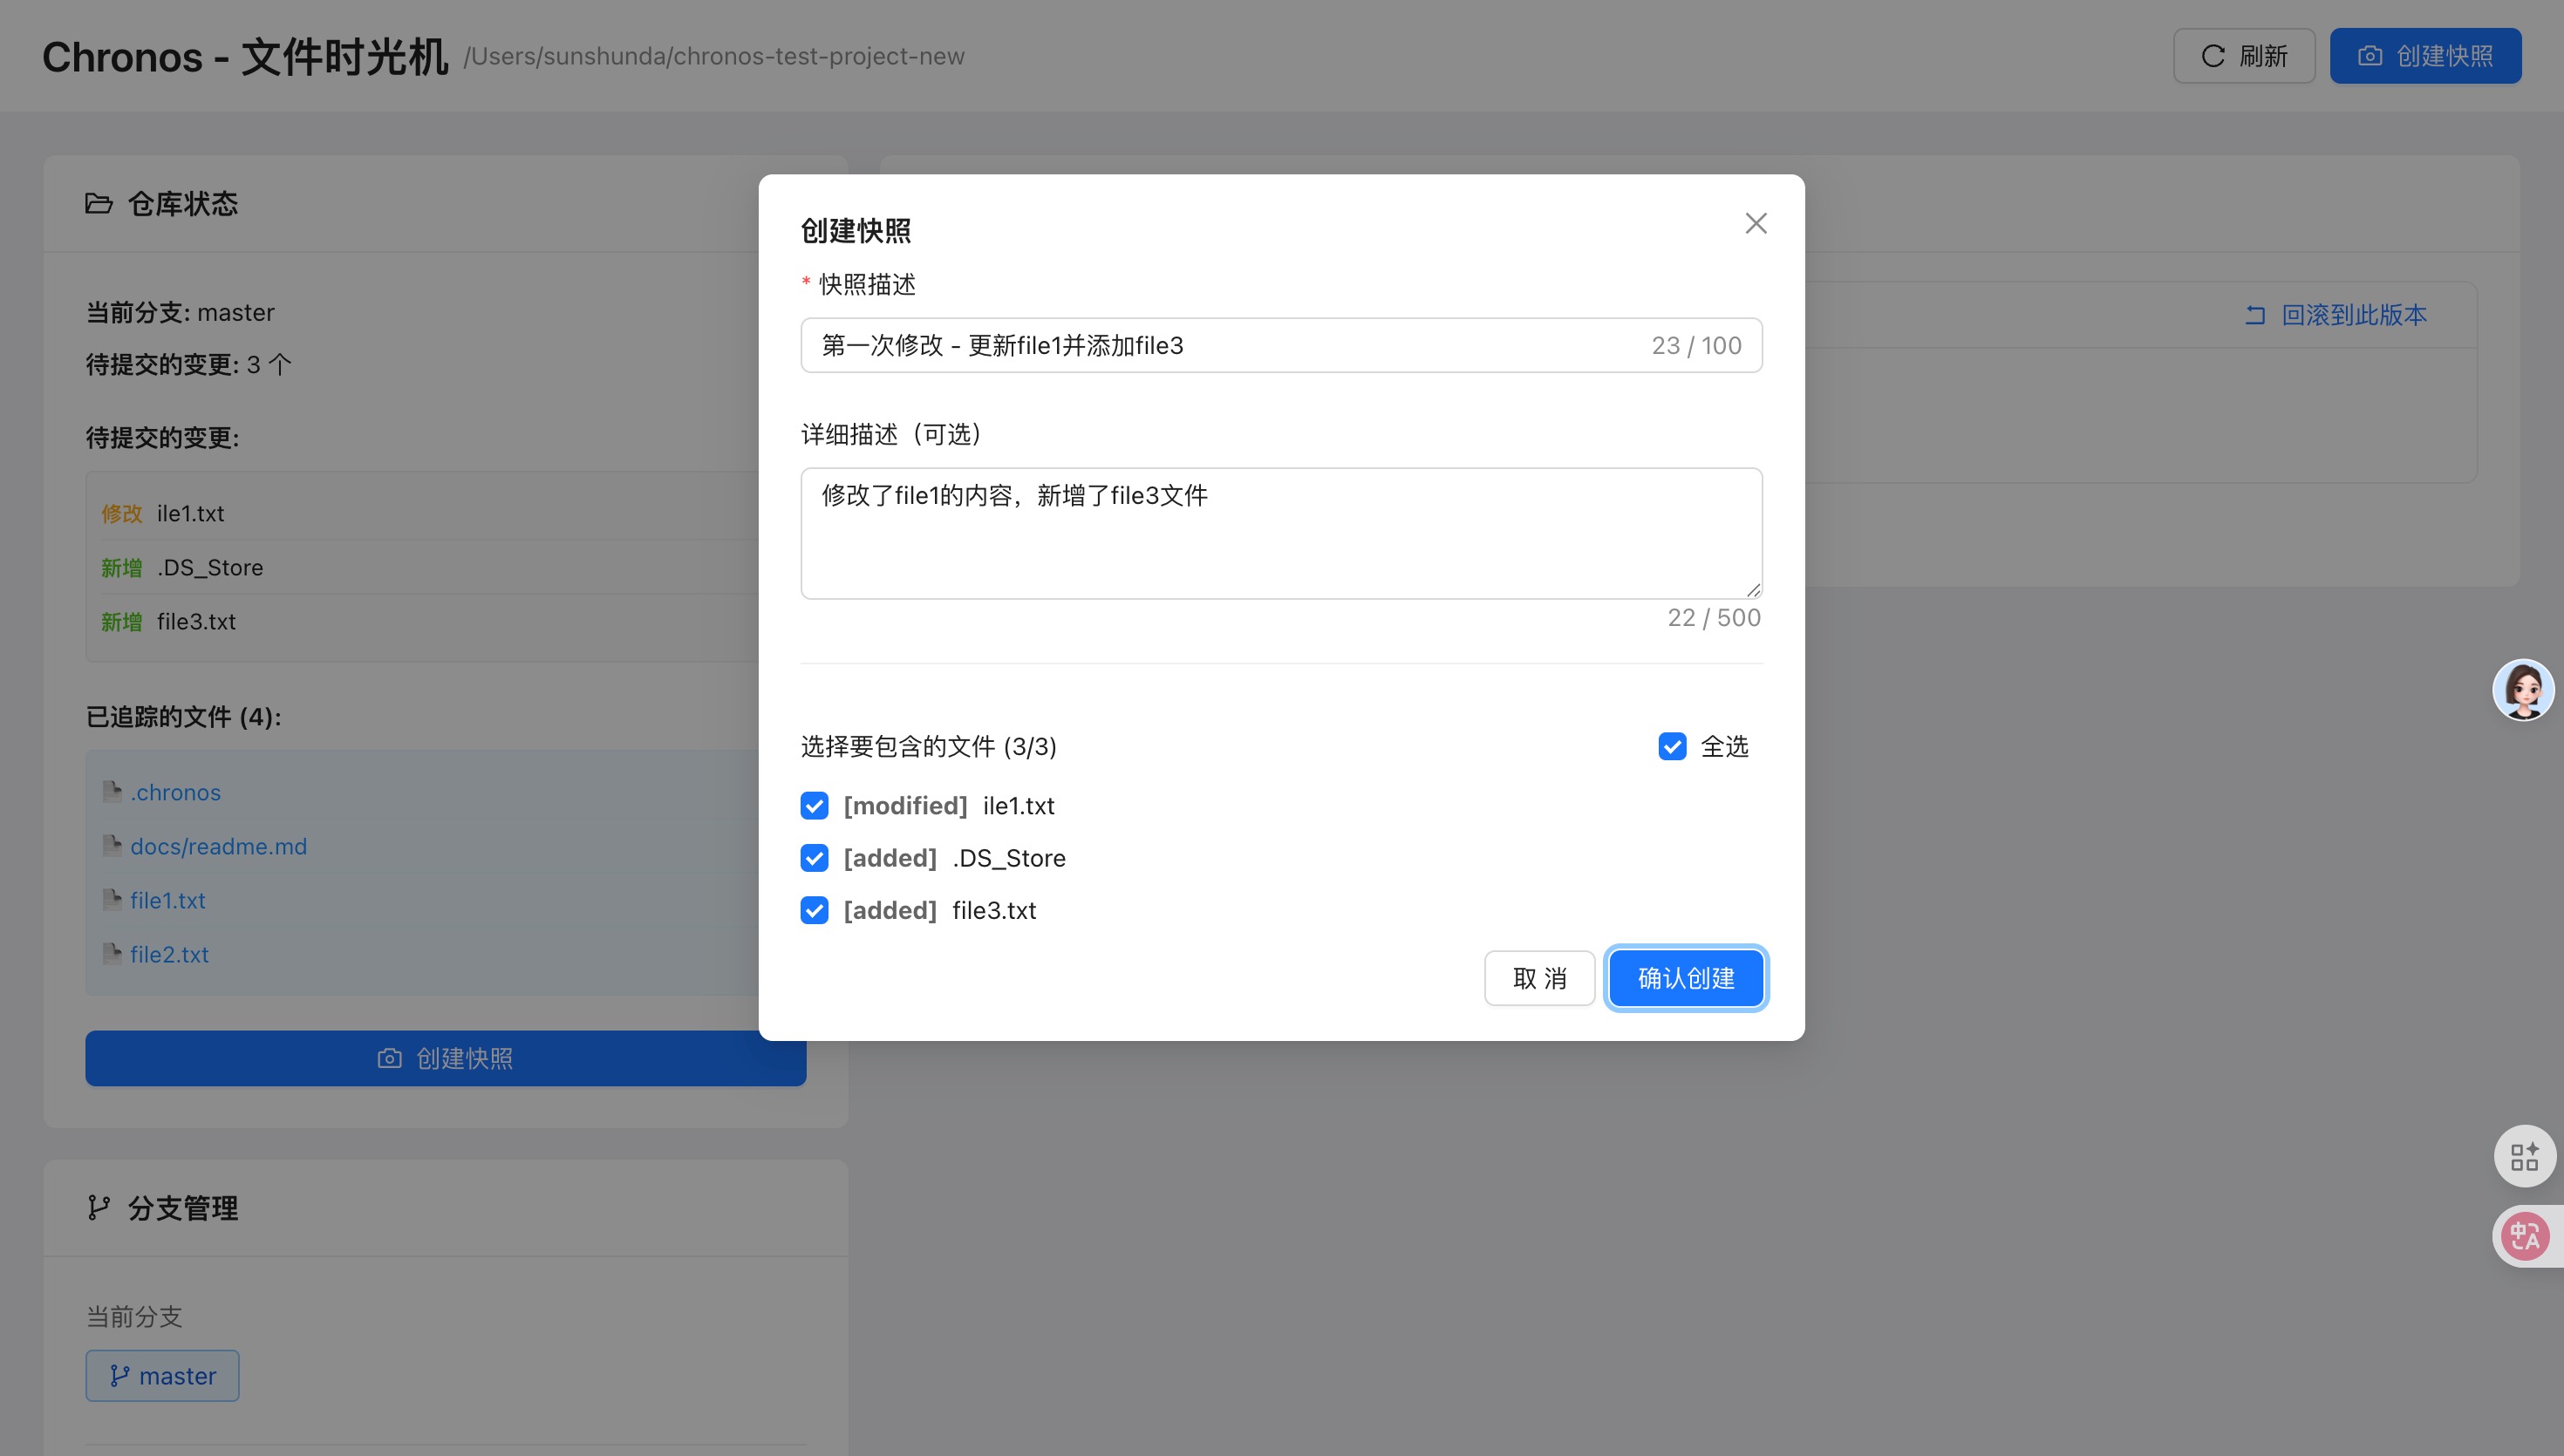 Chronos - 文件时光机 /Users/sunshunda/chronos-test-project-new
刷新
创建快照
仓库状态
当前分支: master
待提交的变更: 3 个
待提交的变更:
修改 ile1.txt
新增 .DS_Store
新增 file3.txt
已追踪的文件 (4):
.chronos
docs/readme.md
file1.txt
file2.txt
创建快照
分支管理
当前分支
master
回滚到此版本
创建快照
* 快照描述
第一次修改 - 更新file1并添加file3 23 / 100
详细描述（可选）
修改了file1的内容，新增了file3文件
22 / 500
选择要包含的文件 (3/3) 全选
[modified] ile1.txt
[added] .DS_Store
[added] file3.txt
取 消 确认创建
中A